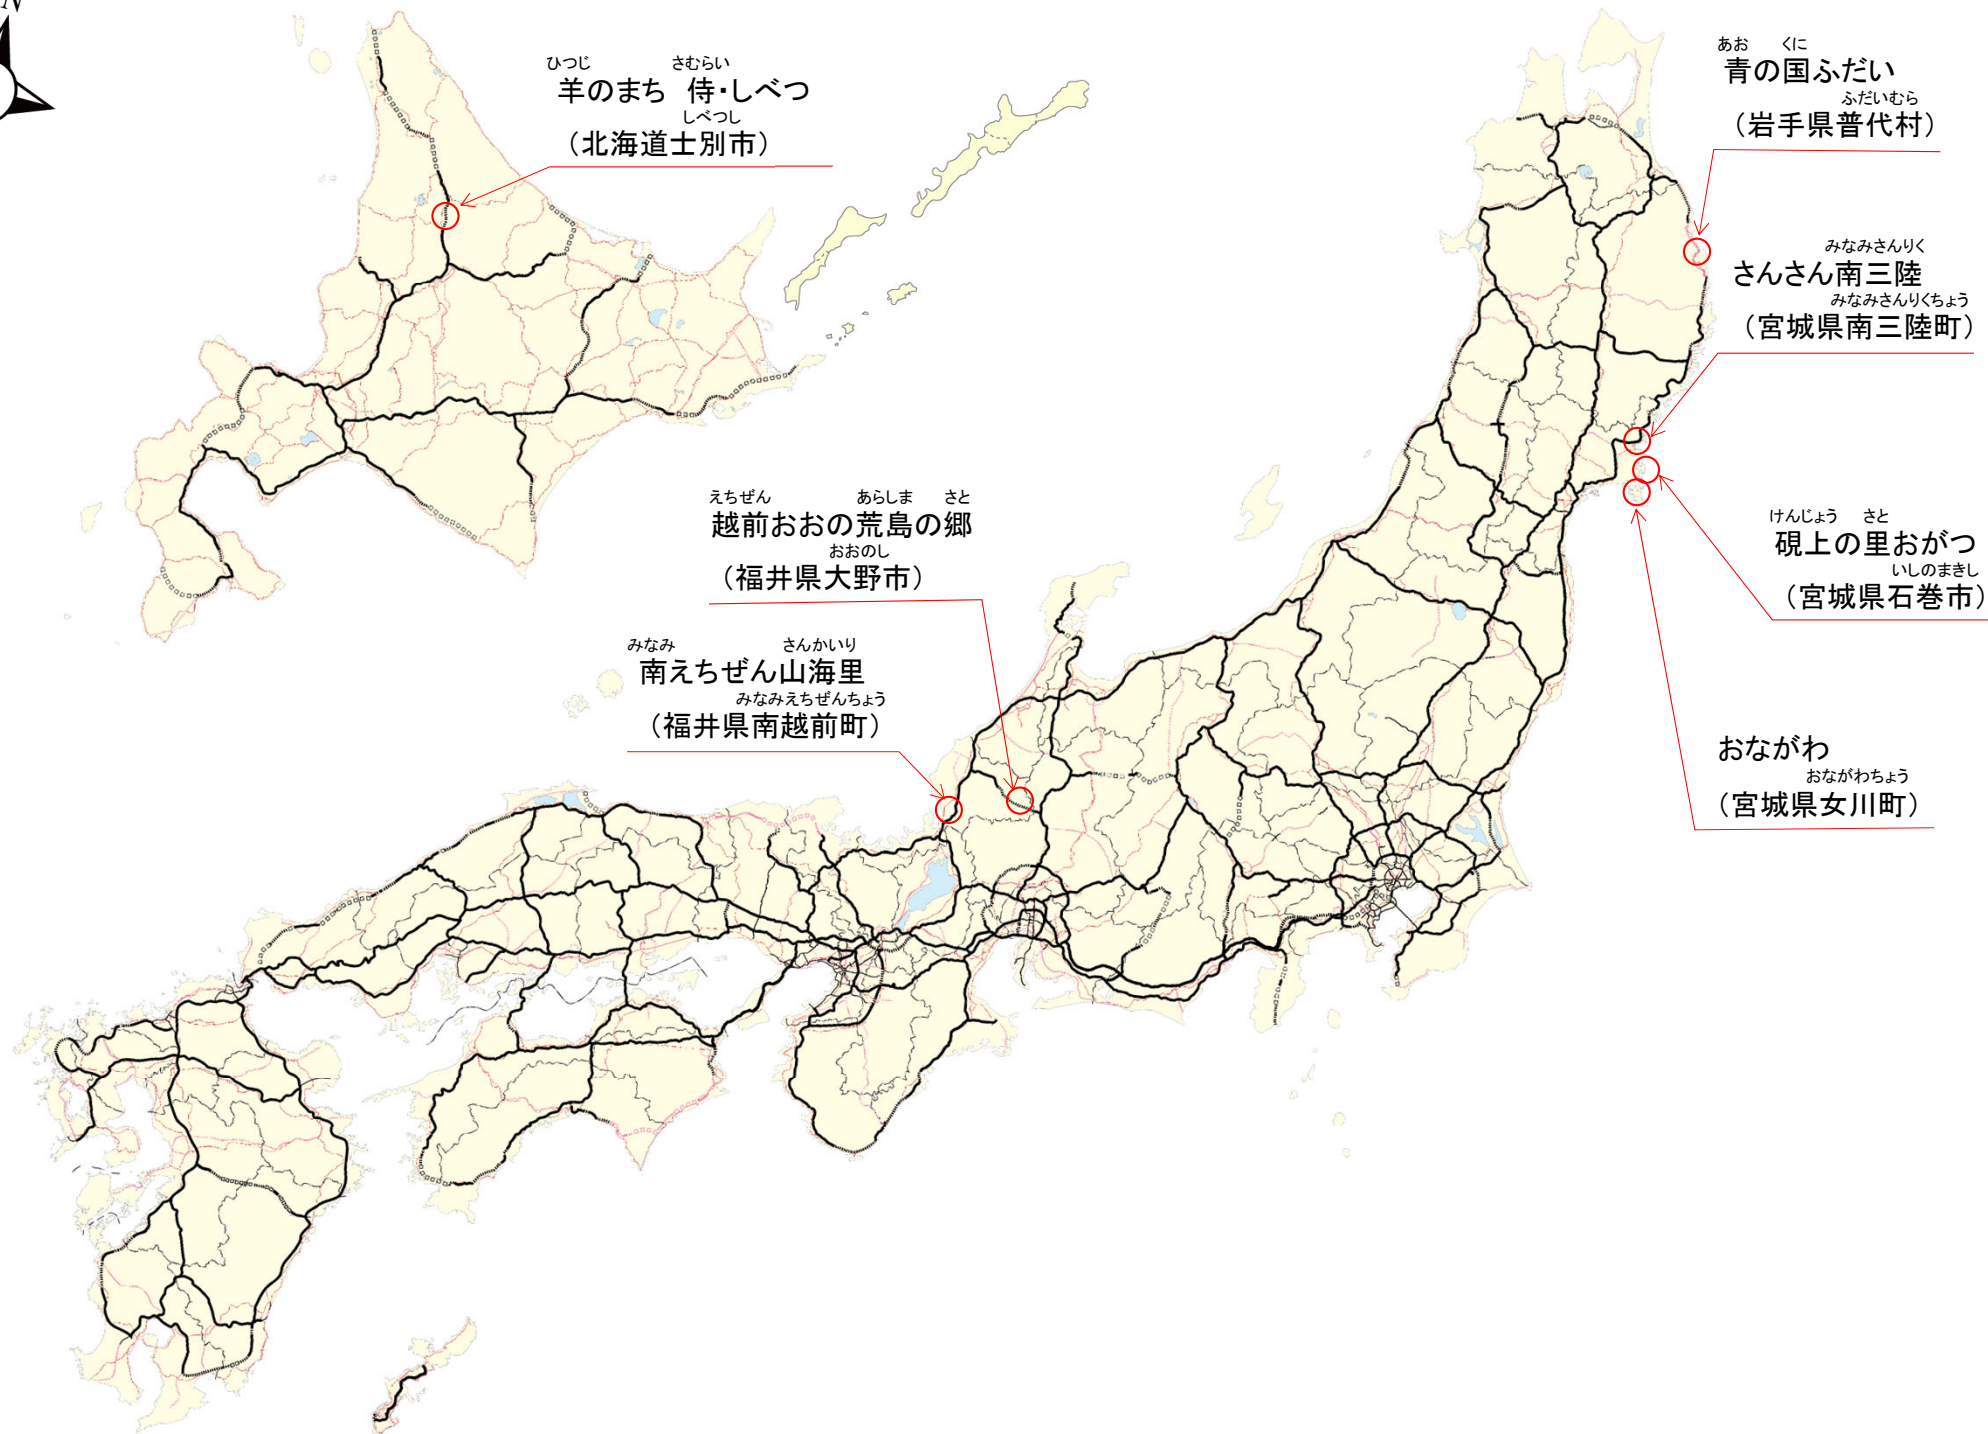 N
ひつじ さむらい
羊のまち 侍・しべつ
しべつし
(北海道士別市)
あお くに
青の国ふだい
ふだいむら
(岩手県普代村)
みなみさんりく
さんさん南三陸
みなみさんりくちょう
(宮城県南三陸町)
けんじょう さと
硯上の里おがつ
いしのまきし
(宮城県石巻市)
おながわ
おながわちょう
(宮城県女川町)
えちぜん あらしま さと
越前おおの荒島の郷
おおのし
(福井県大野市)
みなみ さんかいり
南えちぜん山海里
みなみえちぜんちょう
(福井県南越前町)